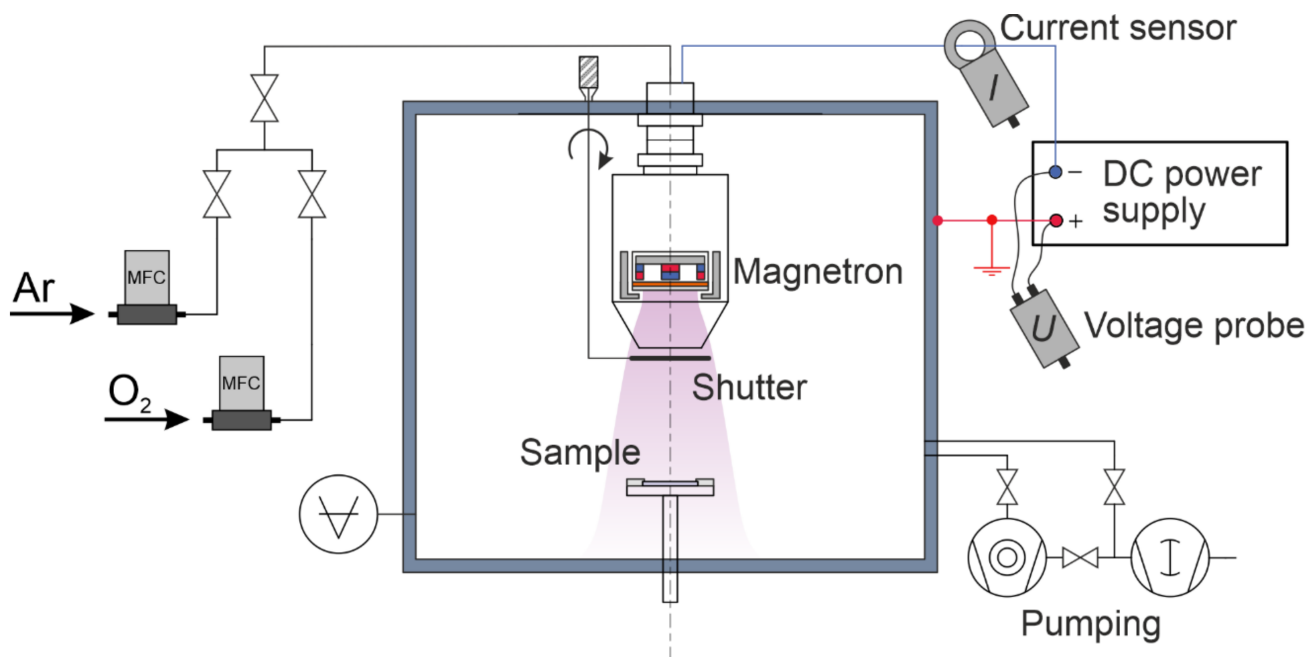 Current sensor
I
DC power
supply
−
+
MFC
Ar
Magnetron
U
Voltage probe
MFC
O₂
Shutter
Sample
Pumping